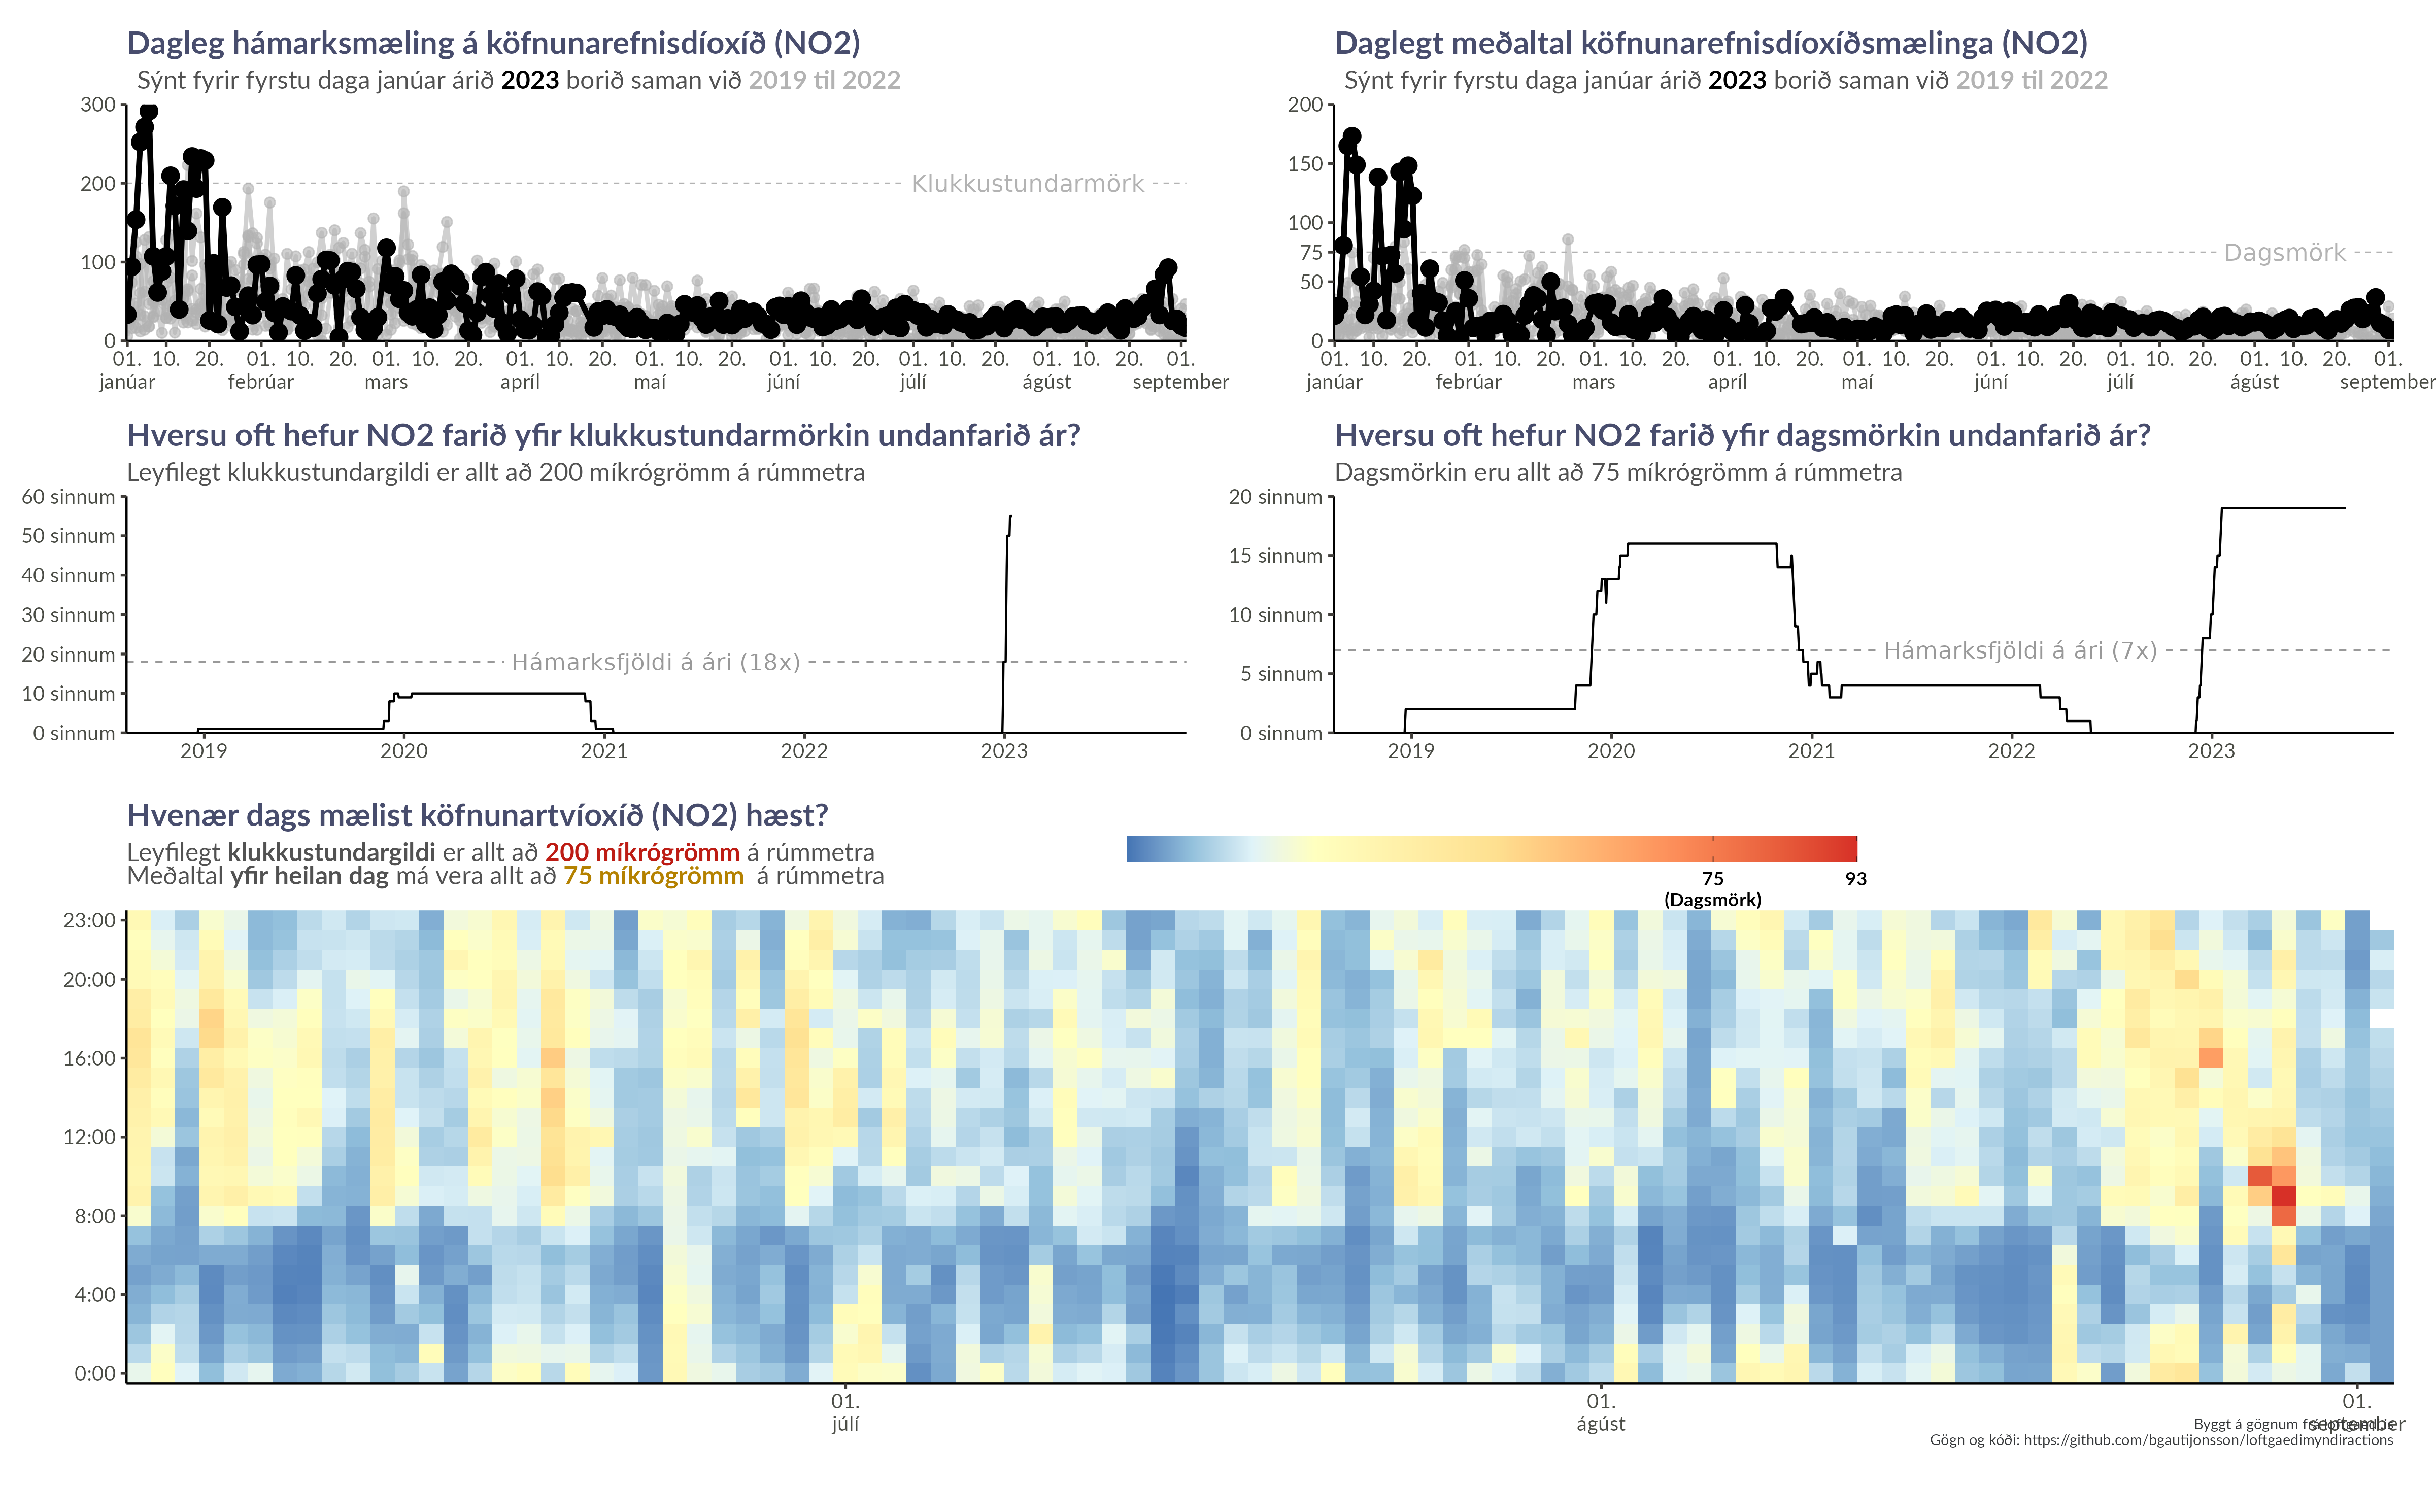 Dagleg hámarksmæling á köfnunarefnisdíoxíð (NO2)
Sýnt fyrir fyrstu daga janúar árið 2023 borið saman við 2019 til 2022
300
200
100
0
Klukkustundarmörk
01. 10. 20. 01. 10. 20. 01. 10. 20. 01. 10. 20. 01. 10. 20. 01. 10. 20. 01. 10. 20. 01. 10. 20. 01.
janúar febrúar mars apríl maí júní júlí ágúst september
Daglegt meðaltal köfnunarefnisdíoxíðsmælinga (NO2)
Sýnt fyrir fyrstu daga janúar árið 2023 borið saman við 2019 til 2022
200
150
100
75
50
0
Dagsmörk
01. 10. 20. 01. 10. 20. 01. 10. 20. 01. 10. 20. 01. 10. 20. 01. 10. 20. 01. 10. 20. 01. 10. 20. 01.
janúar febrúar mars apríl maí júní júlí ágúst september
Hversu oft hefur NO2 farið yfir klukkustundarmörkin undanfarið ár?
Leyfilegt klukkustundargildi er allt að 200 míkrógrömm á rúmmetra
60 sinnum
50 sinnum
40 sinnum
30 sinnum
20 sinnum
10 sinnum
0 sinnum
Hámarksfjöldi á ári (18x)
2019 2020 2021 2022 2023
Hversu oft hefur NO2 farið yfir dagsmörkin undanfarið ár?
Dagsmörkin eru allt að 75 míkrógrömm á rúmmetra
20 sinnum
15 sinnum
10 sinnum
5 sinnum
0 sinnum
Hámarksfjöldi á ári (7x)
2019 2020 2021 2022 2023
Hvenær dags mælist köfnunartvíoxíð (NO2) hæst?
Leyfilegt klukkustundargildi er allt að 200 míkrógrömm á rúmmetra
Meðaltal yfir heilan dag má vera allt að 75 míkrógrömm á rúmmetra
75 93
(Dagsmörk)
23:00
20:00
16:00
12:00
8:00
4:00
0:00
01. 01. 01.
júlí ágúst september
Byggt á gögnum frá
Gögn og kóði: https://github.com/bgautijonsson/loftgaedimyndiractions